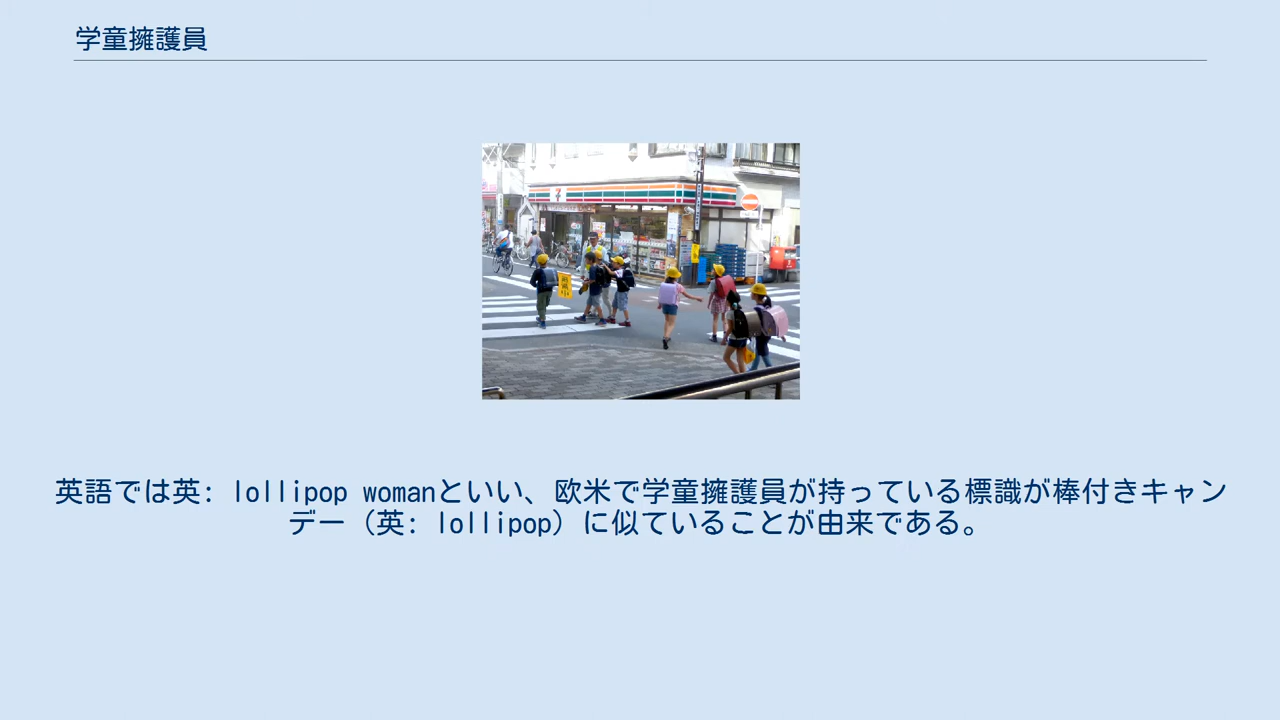 学童擁護員
英語では英: lollipop womanといい、欧米で学童擁護員が持っている標識が棒付きキャン
デー（英: lollipop）に似ていることが由来である。